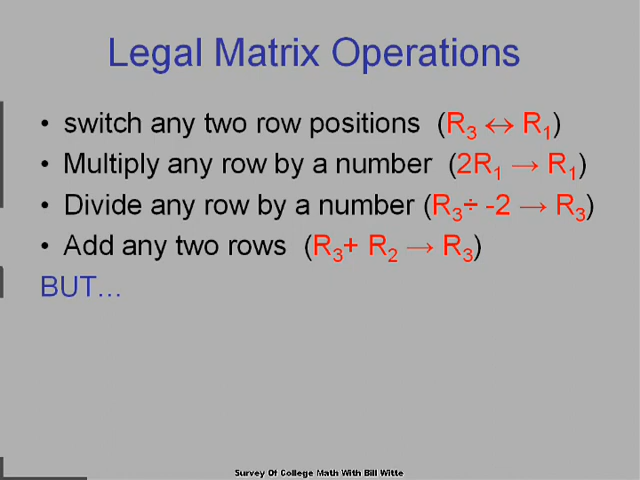 Legal Matrix Operations
• switch any two row positions (R₃ ↔ R₁)
• Multiply any row by a number (2R₁ → R₁)
• Divide any row by a number (R₃÷ -2 → R₃)
• Add any two rows (R₃+ R₂ → R₃)
BUT…
Survey Of College Math With Bill Witte